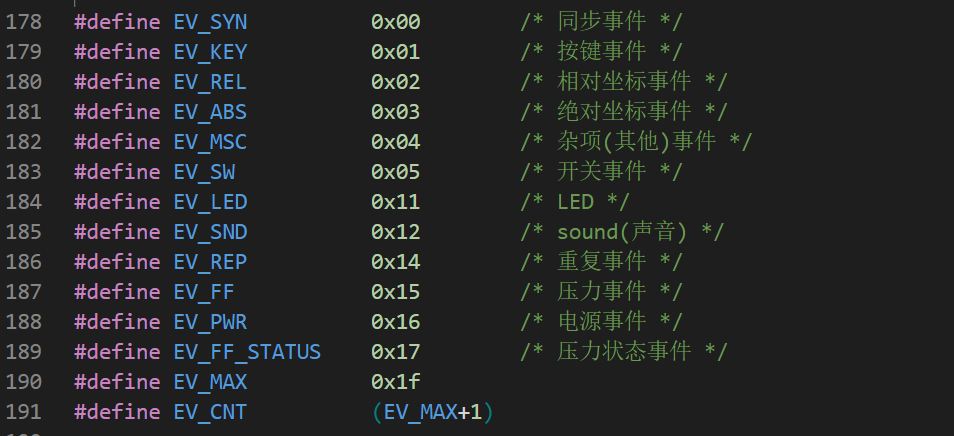 178 #define EV_SYN 0x00 /* 同步事件 */
179 #define EV_KEY 0x01 /* 按键事件 */
180 #define EV_REL 0x02 /* 相对坐标事件 */
181 #define EV_ABS 0x03 /* 绝对坐标事件 */
182 #define EV_MSC 0x04 /* 杂项(其他)事件 */
183 #define EV_SW 0x05 /* 开关事件 */
184 #define EV_LED 0x11 /* LED */
185 #define EV_SND 0x12 /* sound(声音) */
186 #define EV_REP 0x14 /* 重复事件 */
187 #define EV_FF 0x15 /* 压力事件 */
188 #define EV_PWR 0x16 /* 电源事件 */
189 #define EV_FF_STATUS 0x17 /* 压力状态事件 */
190 #define EV_MAX 0x1f
191 #define EV_CNT (EV_MAX+1)